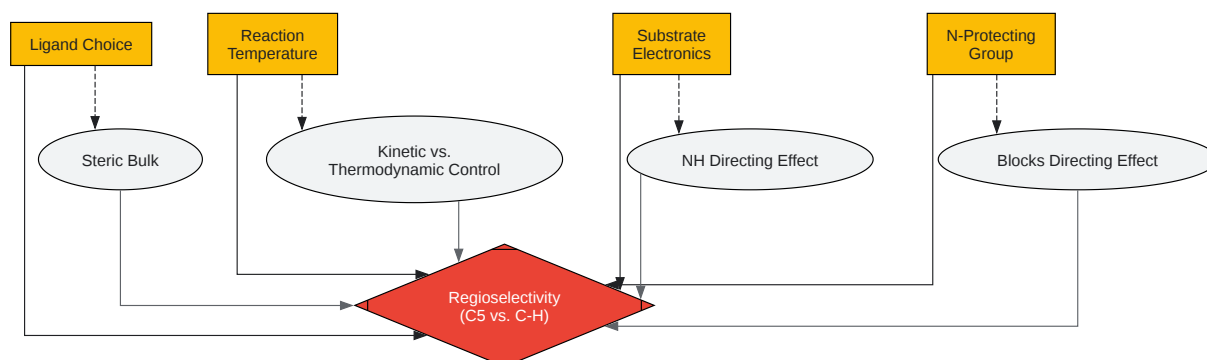 Ligand Choice
Reaction
Temperature
Substrate
Electronics
N-Protecting
Group
Steric Bulk
Kinetic vs.
Thermodynamic Control
NH Directing Effect
Blocks Directing Effect
Regioselectivity
(C5 vs. C-H)